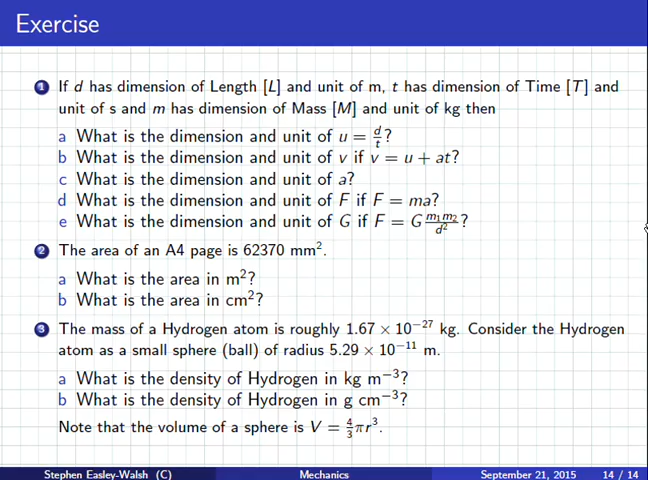 Exercise
1 If d has dimension of Length [L] and unit of m, t has dimension of Time [T] and
unit of s and m has dimension of Mass [M] and unit of kg then
a What is the dimension and unit of u = d/t?
b What is the dimension and unit of v if v = u + at?
c What is the dimension and unit of a?
d What is the dimension and unit of F if F = ma?
e What is the dimension and unit of G if F = G m₁m₂/d²?
2 The area of an A4 page is 62370 mm².
a What is the area in m²?
b What is the area in cm²?
3 The mass of a Hydrogen atom is roughly 1.67 × 10⁻²⁷ kg. Consider the Hydrogen
atom as a small sphere (ball) of radius 5.29 × 10⁻¹¹ m.
a What is the density of Hydrogen in kg m⁻³?
b What is the density of Hydrogen in g cm⁻³?
Note that the volume of a sphere is V = 4/3 πr³.
Stephen Easley-Walsh (C) Mechanics September 21, 2015 14 / 14